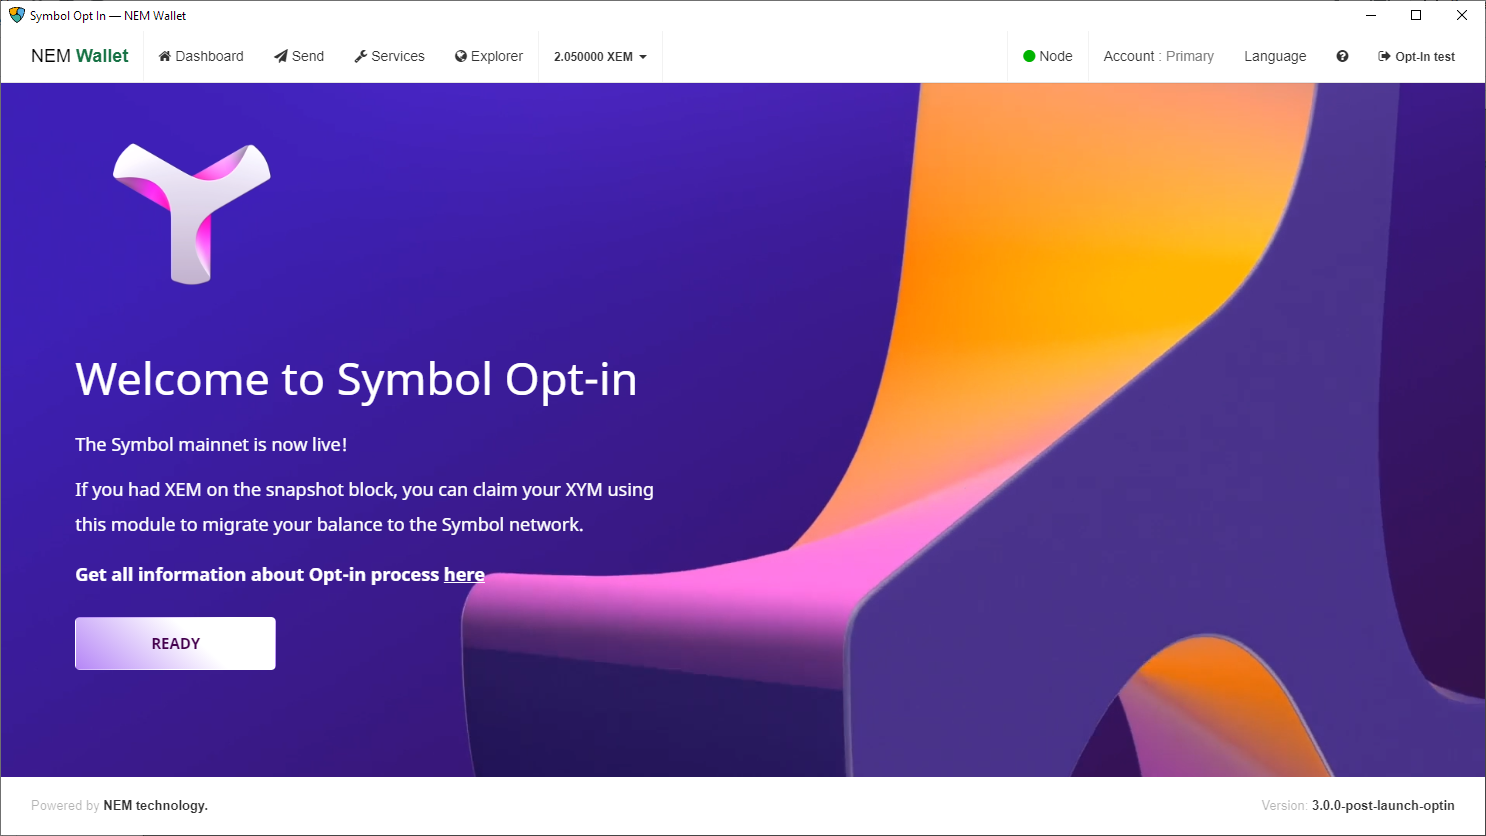 Symbol Opt In — NEM Wallet
NEM Wallet Dashboard Send Services Explorer 2.050000 XEM Node Account : Primary Language Opt-In test
Welcome to Symbol Opt-in
The Symbol mainnet is now live!
If you had XEM on the snapshot block, you can claim your XYM using
this module to migrate your balance to the Symbol network.
Get all information about Opt-in process here
READY
Powered by NEM technology. Version: 3.0.0-post-launch-optin